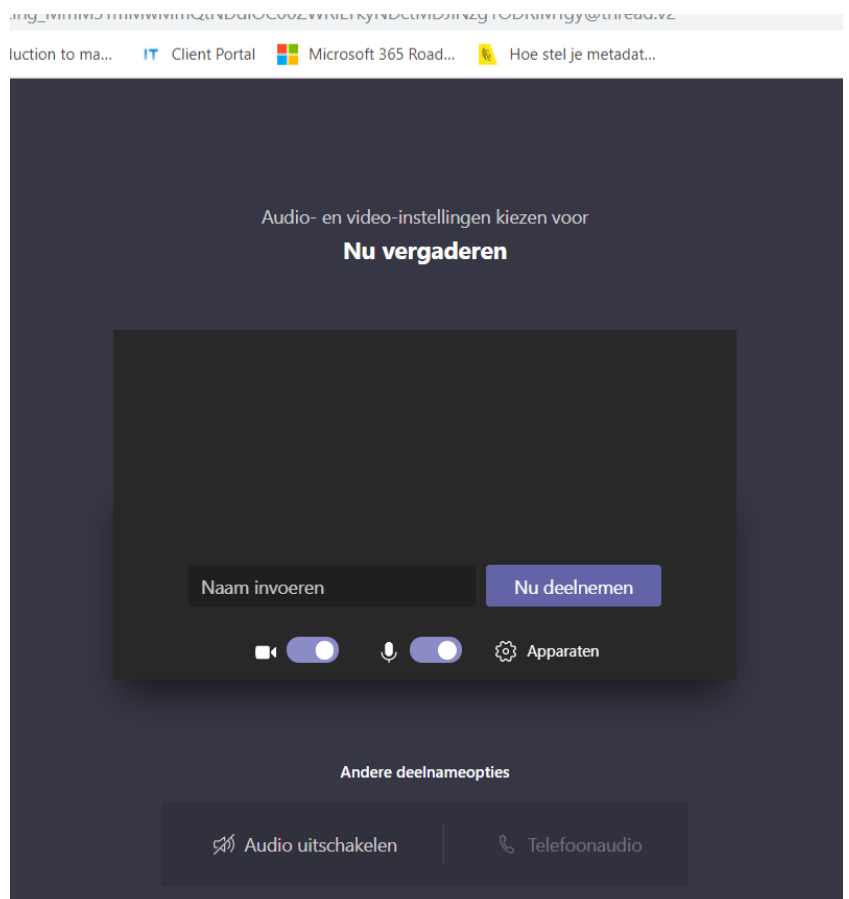 luction to ma... IT Client Portal Microsoft 365 Road... Hoe stel je metadat...
Audio- en video-instellingen kiezen voor
Nu vergaderen
Naam invoeren Nu deelnemen
Apparaten
Andere deelnameopties
Audio uitschakelen Telefoonaudio